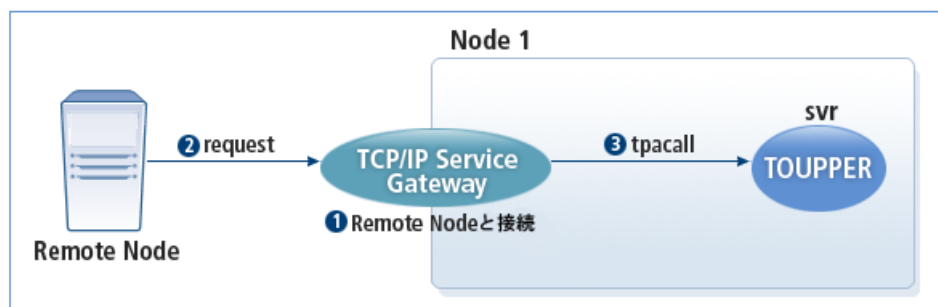 Node 1
svr
❷ request
❸ tpacall
TCP/IP Service
Gateway
TOUPPER
❶ Remote Nodeと接続
Remote Node